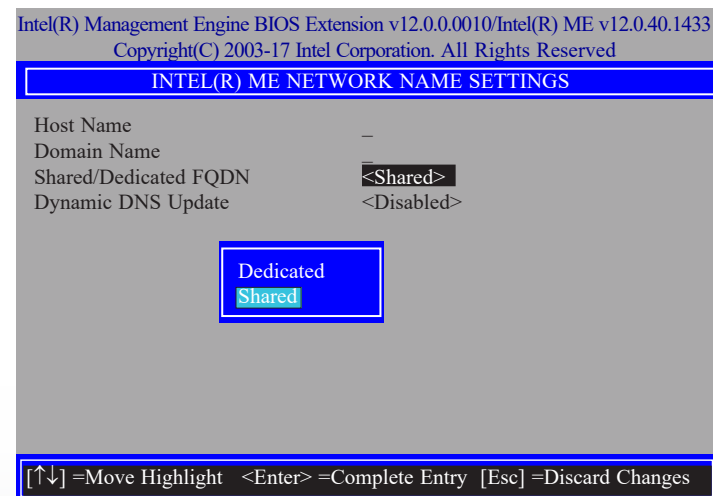 Intel(R) Management Engine BIOS Extension v12.0.0.0010/Intel(R) ME v12.0.40.1433
Copyright(C) 2003-17 Intel Corporation. All Rights Reserved
INTEL(R) ME NETWORK NAME SETTINGS
Host Name _
Domain Name _
Shared/Dedicated FQDN <Shared>
Dynamic DNS Update <Disabled>
Dedicated
Shared
[↑↓] =Move Highlight <Enter> =Complete Entry [Esc] =Discard Changes